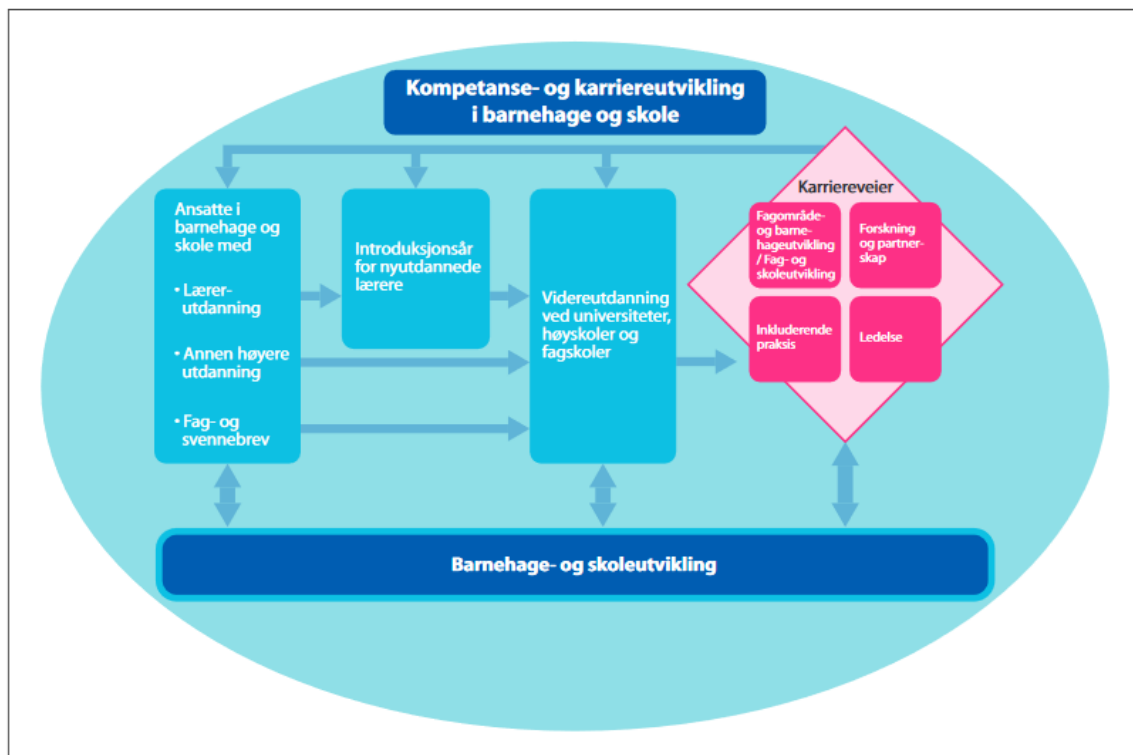 Kompetanse- og karriereutvikling
i barnehage og skole
Ansatte i
barnehage og
skole med
• Lærer-
utdanning
• Annen høyere
utdanning
• Fag- og
svennebrev
Introduksjonsår
for nyutdannede
lærere
Videreutdanning
ved universiteter,
høyskoler og
fagskoler
Karriereveier
Fagområde-
og barne-
hageutvikling
/ Fag- og
skoleutvikling
Forskning
og partner-
skap
Inkluderende
praksis
Ledelse
Barnehage- og skoleutvikling